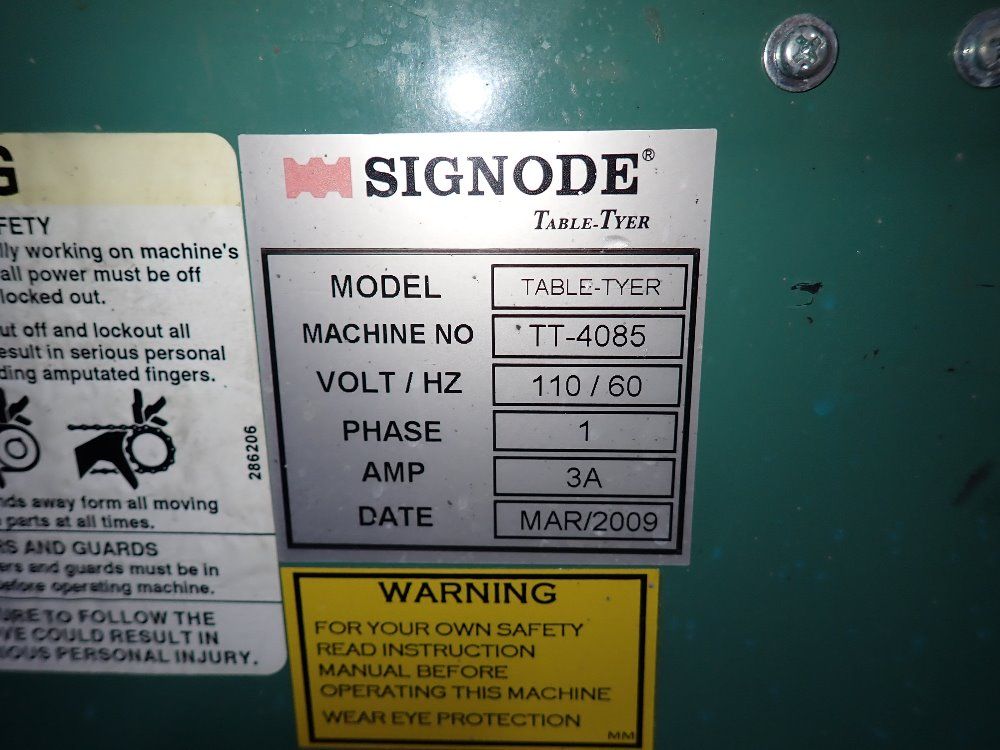 SIGNODE®
TABLE-TYER
MODEL TABLE-TYER
MACHINE NO TT-4085
VOLT / HZ 110 / 60
PHASE 1
AMP 3A
DATE MAR/2009
WARNING
FOR YOUR OWN SAFETY
READ INSTRUCTION
MANUAL BEFORE
OPERATING THIS MACHINE
WEAR EYE PROTECTION
MM
G
FETY
lly working on machine's
all power must be off
locked out.
ut off and lockout all
esult in serious personal
ding amputated fingers.
286206
nds away form all moving
parts at all times.
RS AND GUARDS
ers and guards must be in
before operating machine.
URE TO FOLLOW THE
VE COULD RESULT IN
IOUS PERSONAL INJURY.